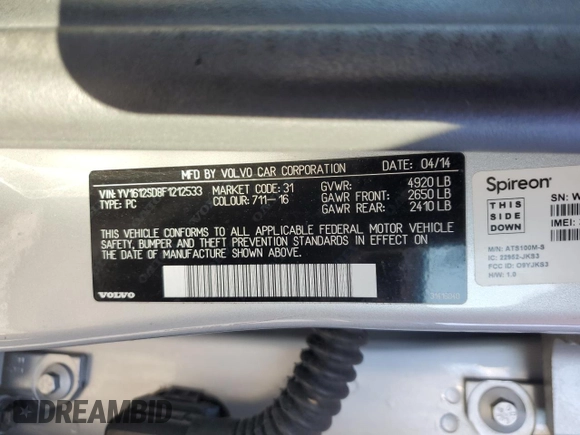 MFD BY VOLVO CAR CORPORATION DATE: 04/14
VIN: YV1612SD8F1212533 MARKET CODE: 31 GVWR: 4920 LB
TYPE: PC COLOUR: 711-16 GAWR FRONT: 2650 LB
GAWR REAR: 2410 LB
THIS VEHICLE CONFORMS TO ALL APPLICABLE FEDERAL MOTOR VEHICLE
SAFETY, BUMPER, AND THEFT PREVENTION STANDARDS IN EFFECT ON THE
DATE OF MANUFACTURE SHOWN ABOVE.
VOLVO
Spireon
THIS
SIDE
DOWN
SN: W
IMEI:
M/N: ATS100M-S
IC: 22652-JKS3
FCC ID: O9YJKS3
H/W: 1.0
DREAMBID